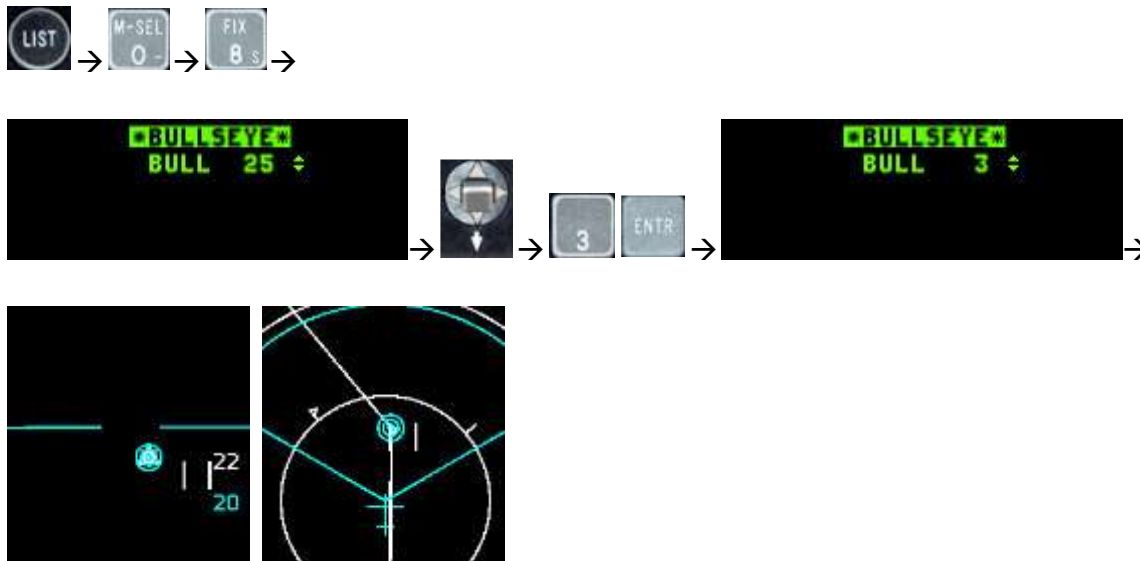 LIST
M-SEL
0 -
FIX
8 S
*BULLSEYE*
BULL 25
3
ENTR
*BULLSEYE*
BULL 3
22
20